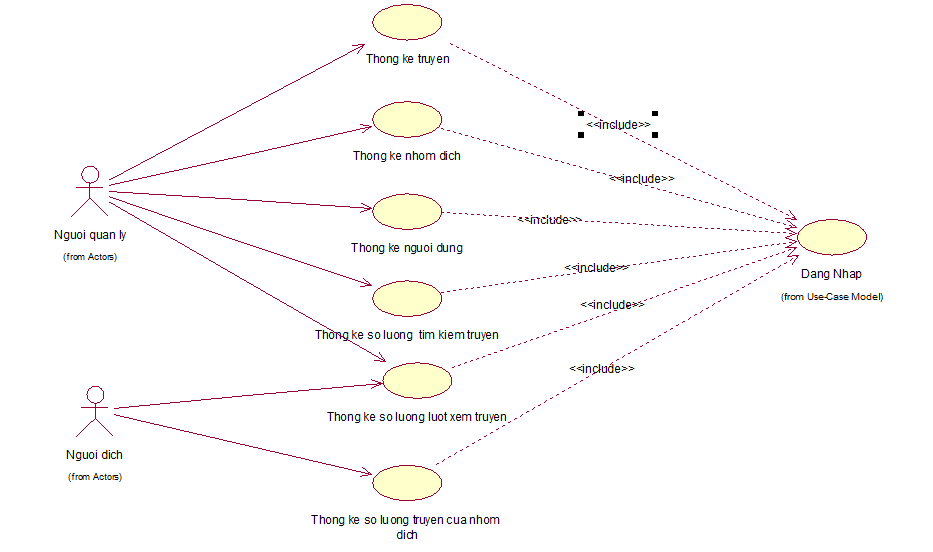 Thong ke truyen
<<include>>
Thong ke nhom dich
<<include>>
Nguoi quan ly
(from Actors)
<<include>>
Thong ke nguoi dung
<<include>>
Dang Nhap
(from Use-Case Model)
<<include>>
Thong ke so luong tim kiem truyen
<<include>>
Thong ke so luong luot xem truyen
Nguoi dich
(from Actors)
Thong ke so luong truyen cua nhom
dich